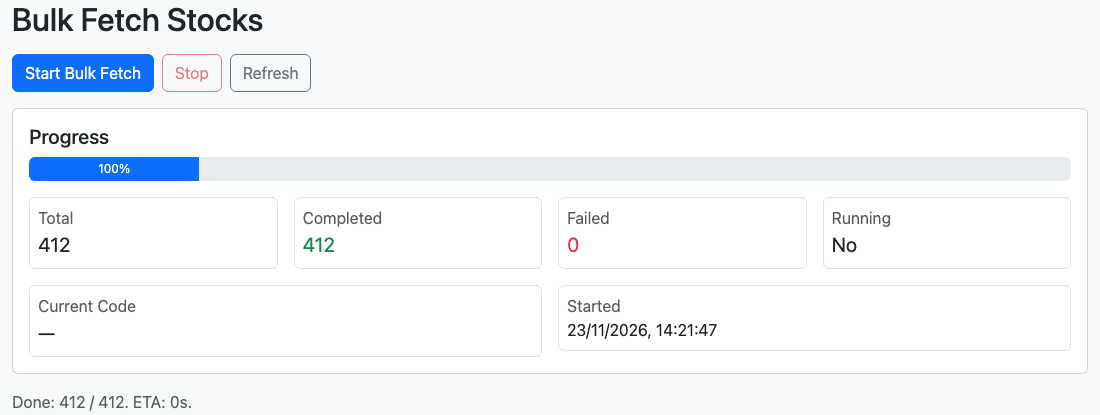 Bulk Fetch Stocks
Start Bulk Fetch Stop Refresh
Progress
100%
Total Completed Failed Running
412 412 0 No
Current Code Started
— 23/11/2026, 14:21:47
Done: 412 / 412. ETA: 0s.